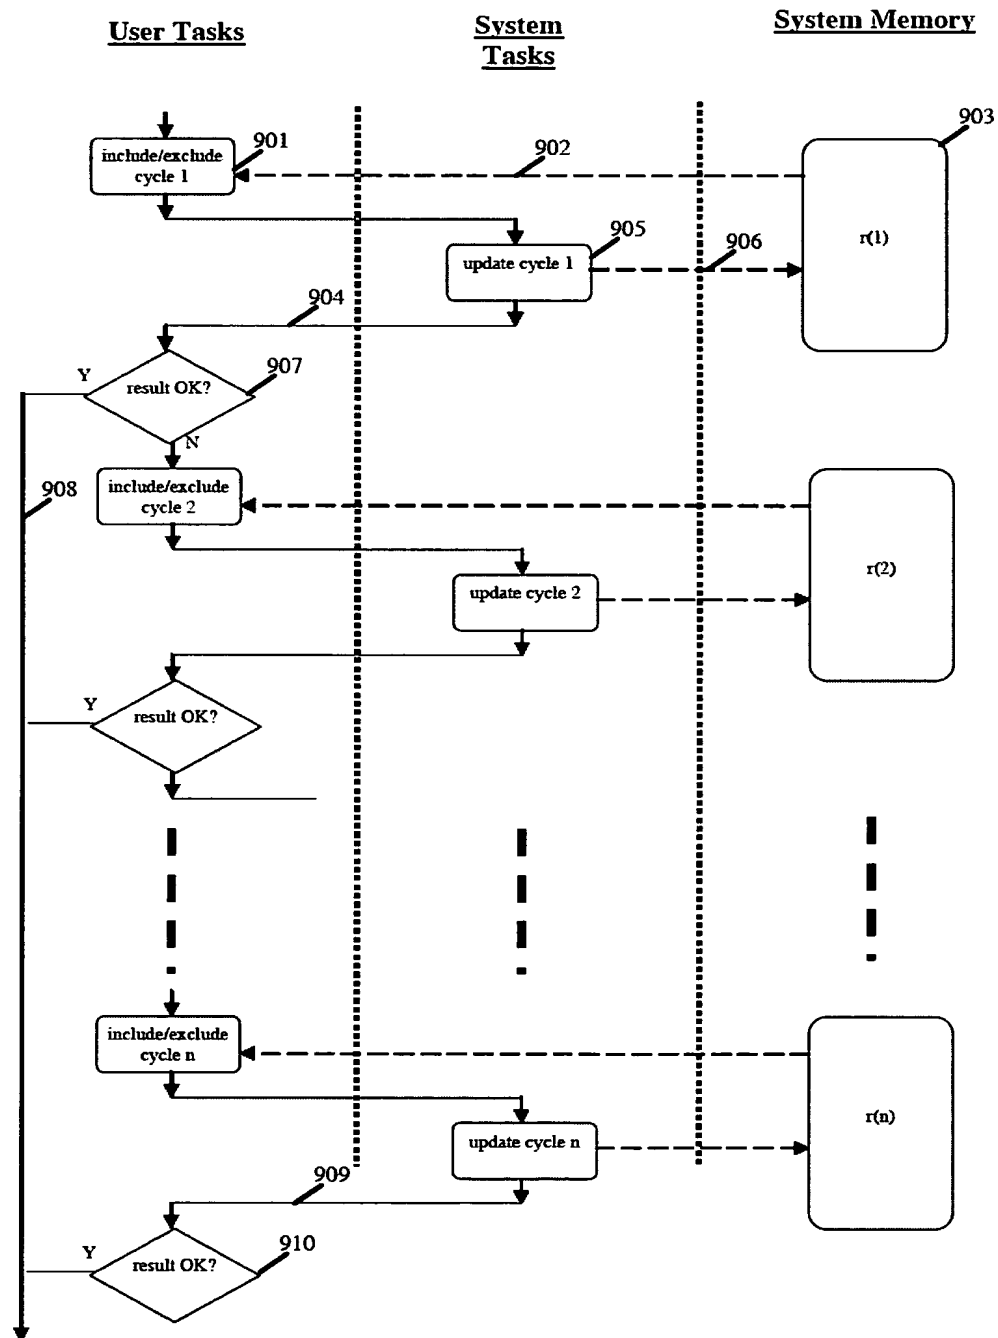 User Tasks
System
Tasks
System Memory
901
902
903
include/exclude
cycle 1
r(1)
905
906
update cycle 1
904
907
Y
result OK?
N
908
include/exclude
cycle 2
r(2)
update cycle 2
Y
result OK?
include/exclude
cycle n
r(n)
update cycle n
909
910
Y
result OK?